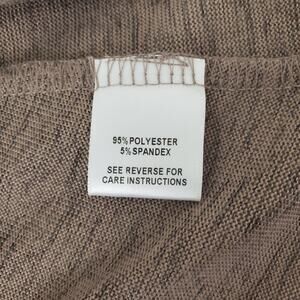 95% POLYESTER
5% SPANDEX
SEE REVERSE FOR
CARE INSTRUCTIONS